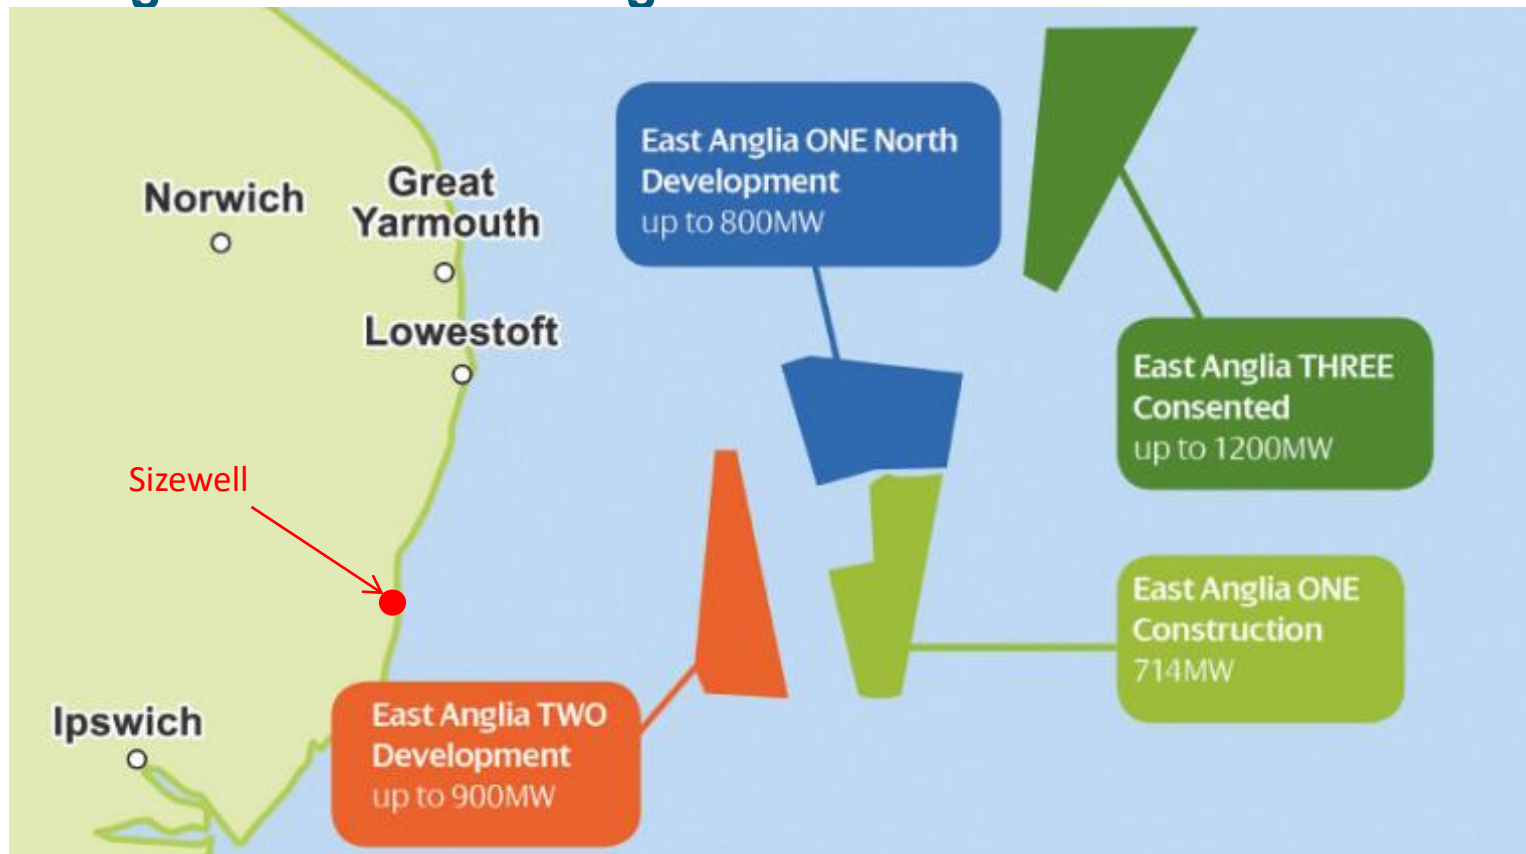 East Anglia ONE North
Development
up to 800MW
Norwich
Great
Yarmouth
Lowestoft
East Anglia THREE
Consented
up to 1200MW
Sizewell
East Anglia ONE
Construction
714MW
East Anglia TWO
Development
up to 900MW
Ipswich